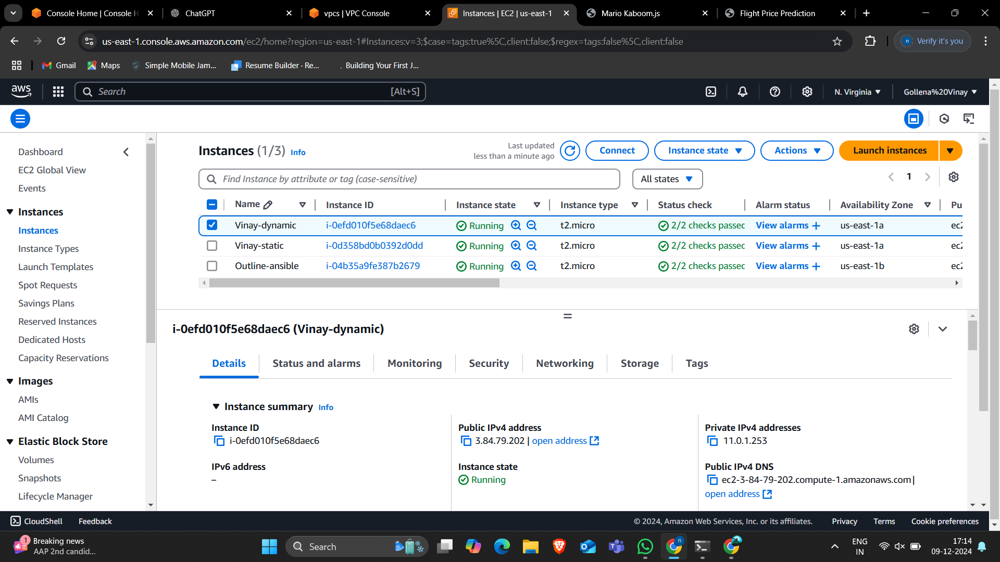 Console Home | Console H
ChatGPT
vpcs | VPC Console
Instances | EC2 | us-east-1
Mario Kaboom.js
Flight Price Prediction
us-east-1.console.aws.amazon.com/ec2/home?region=us-east-1#Instances:v=3;$case=tags:true%5C,client:false;$regex=tags:false%5C,client:false
n Verify it's you
Gmail
Maps
Simple Mobile Jam...
Resume Builder · Re...
Building Your First J...
aws
Search
[Alt+S]
N. Virginia
Gollena%20Vinay
Dashboard
EC2 Global View
Events
Instances
Instances
Instance Types
Launch Templates
Spot Requests
Savings Plans
Reserved Instances
Dedicated Hosts
Capacity Reservations
Images
AMIs
AMI Catalog
Elastic Block Store
Volumes
Snapshots
Lifecycle Manager
Instances (1/3) Info
Last updated
less than a minute ago
Connect
Instance state
Actions
Launch instances
Find Instance by attribute or tag (case-sensitive)
All states
1
Name Instance ID Instance state Instance type Status check Alarm status Availability Zone Pu
Vinay-dynamic i-0efd010f5e68daec6 Running t2.micro 2/2 checks passec View alarms + us-east-1a ec2
Vinay-static i-0d358bd0b0392d0dd Running t2.micro 2/2 checks passec View alarms + us-east-1a ec2
Outline-ansible i-04b35a9fe387b2679 Running t2.micro 2/2 checks passec View alarms + us-east-1b ec2
i-0efd010f5e68daec6 (Vinay-dynamic)
Details
Status and alarms
Monitoring
Security
Networking
Storage
Tags
Instance summary Info
Instance ID
i-0efd010f5e68daec6
Public IPv4 address
3.84.79.202 | open address
Private IPv4 addresses
11.0.1.253
IPv6 address
–
Instance state
Running
Public IPv4 DNS
ec2-3-84-79-202.compute-1.amazonaws.com |
open address
CloudShell
Feedback
© 2024, Amazon Web Services, Inc. or its affiliates.
Privacy
Terms
Cookie preferences
1
Breaking news
AAP 2nd candid...
Search
n
ENG
IN
17:14
09-12-2024